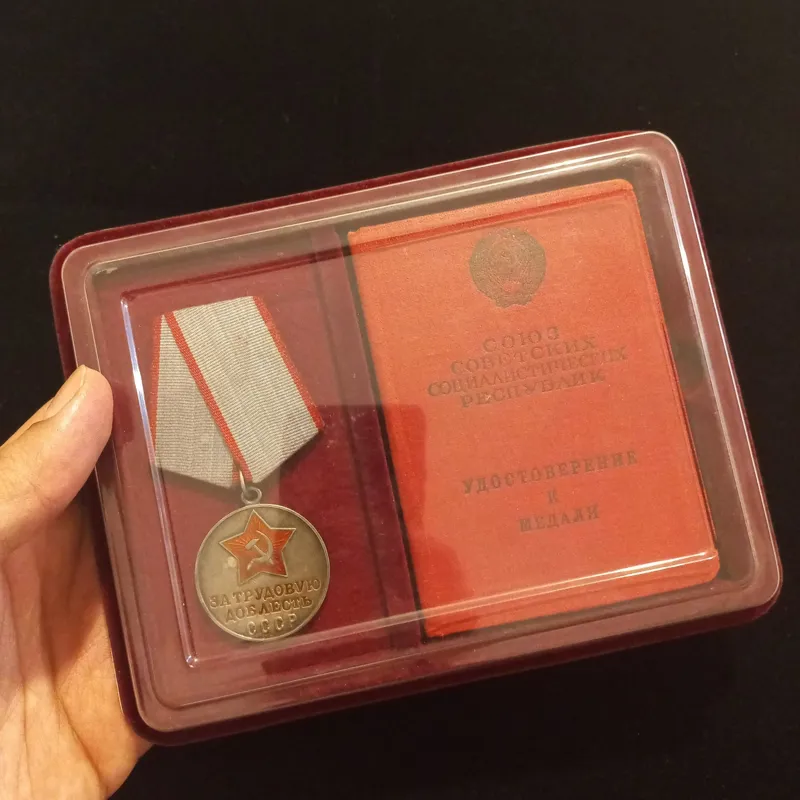 ЗА ТРУДОВУЮ
ДОБЛЕСТЬ
СССР
СОЮЗ
СОВЕТСКИХ
СОЦИАЛИСТИЧЕСКИХ
РЕСПУБЛИК
УДОСТОВЕРЕНИЕ
К
МЕДАЛИ